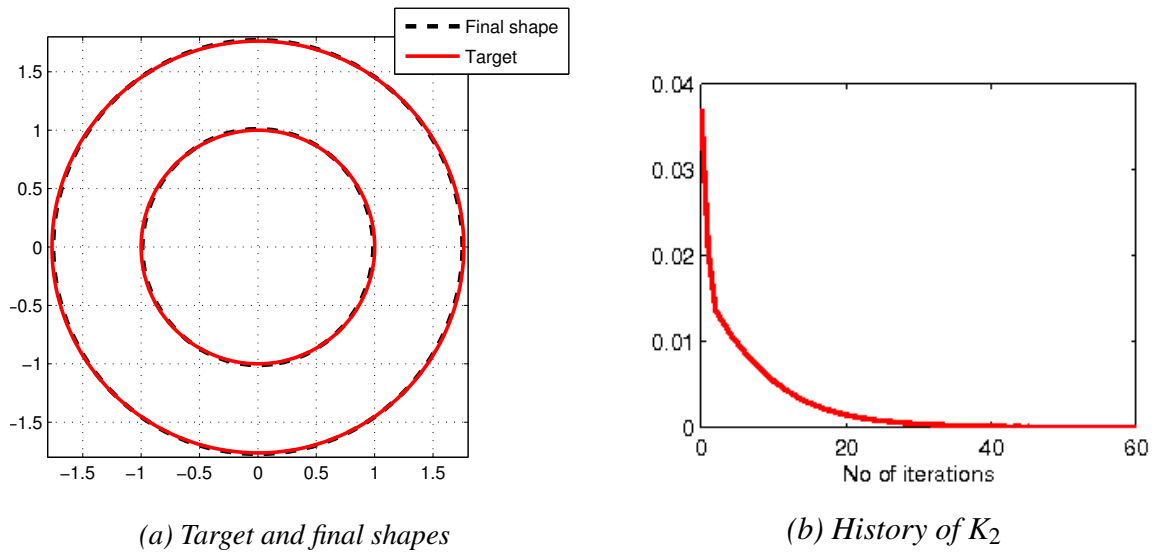 Final shape
Target
1.5
1
0.5
0
−0.5
−1
−1.5
−1.5 −1 −0.5 0 0.5 1 1.5
(a) Target and final shapes
0.04
0.03
0.02
0.01
0
0 20 40 60
No of iterations
(b) History of K2